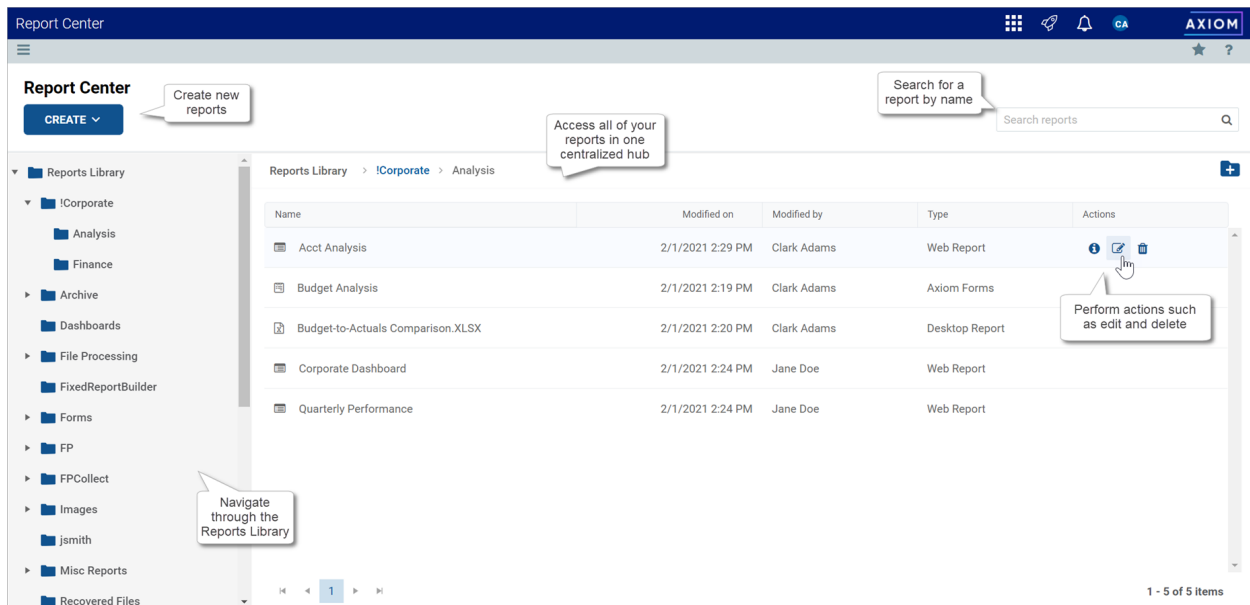 Report Center
CA
AXIOM
?
Report Center
CREATE
Create new
reports
Search for a
report by name
Search reports
Access all of your
reports in one
centralized hub
Reports Library
!Corporate
Analysis
Finance
Archive
Dashboards
File Processing
FixedReportBuilder
Forms
FP
FPCollect
Images
jsmith
Misc Reports
Recovered Files
Navigate
through the
Reports Library
Reports Library > !Corporate > Analysis
Name Modified on Modified by Type Actions
Acct Analysis 2/1/2021 2:29 PM Clark Adams Web Report
Budget Analysis 2/1/2021 2:19 PM Clark Adams Axiom Forms
Budget-to-Actuals Comparison.XLSX 2/1/2021 2:20 PM Clark Adams Desktop Report
Corporate Dashboard 2/1/2021 2:24 PM Jane Doe Web Report
Quarterly Performance 2/1/2021 2:24 PM Jane Doe Web Report
Perform actions such
as edit and delete
1
1 - 5 of 5 items